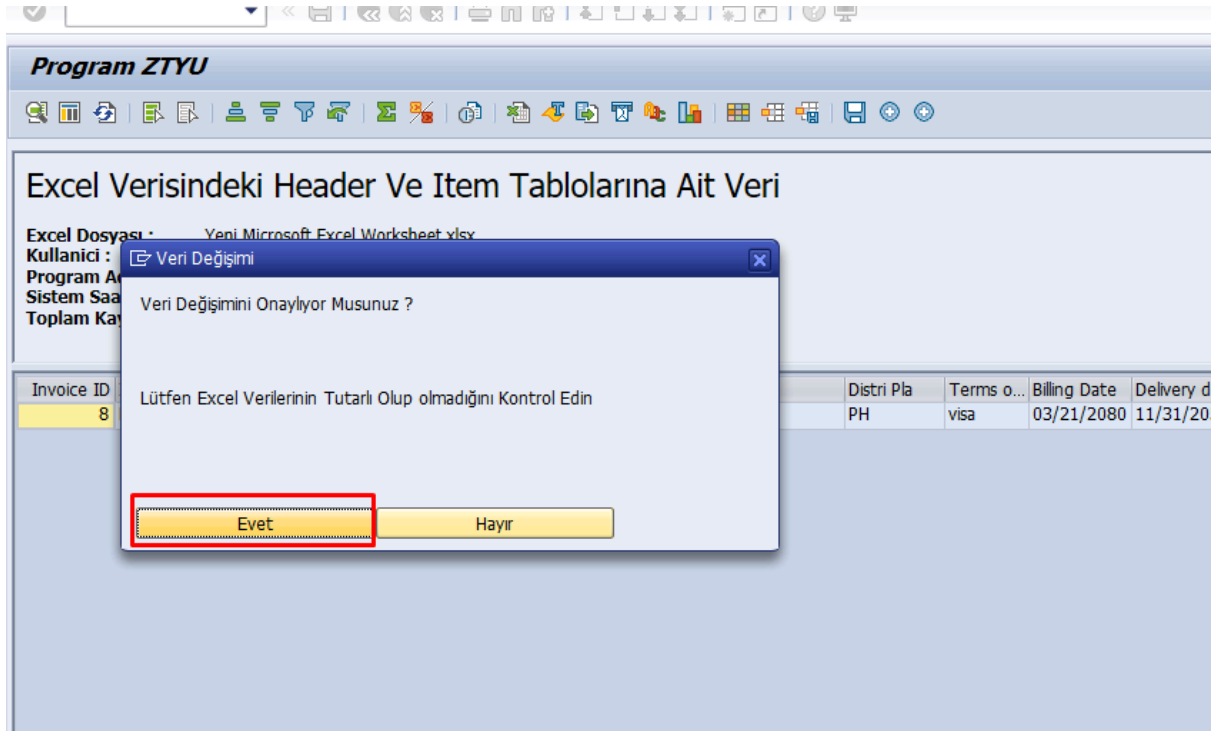 Program ZTYU
Excel Verisindeki Header Ve Item Tablolarına Ait Veri
Excel Dosyası : Yeni Microsoft Excel Worksheet.xlsx
Kullanici :
Program
Sistem
Toplam
Veri Değişimi
Veri Değişimini Onaylıyor Musunuz ?
Lütfen Excel Verilerinin Tutarlı Olup olmadığını Kontrol Edin
Evet Hayır
Invoice ID Distri Pla Terms o... Billing Date Delivery d
8 PH visa 03/21/2080 11/31/20